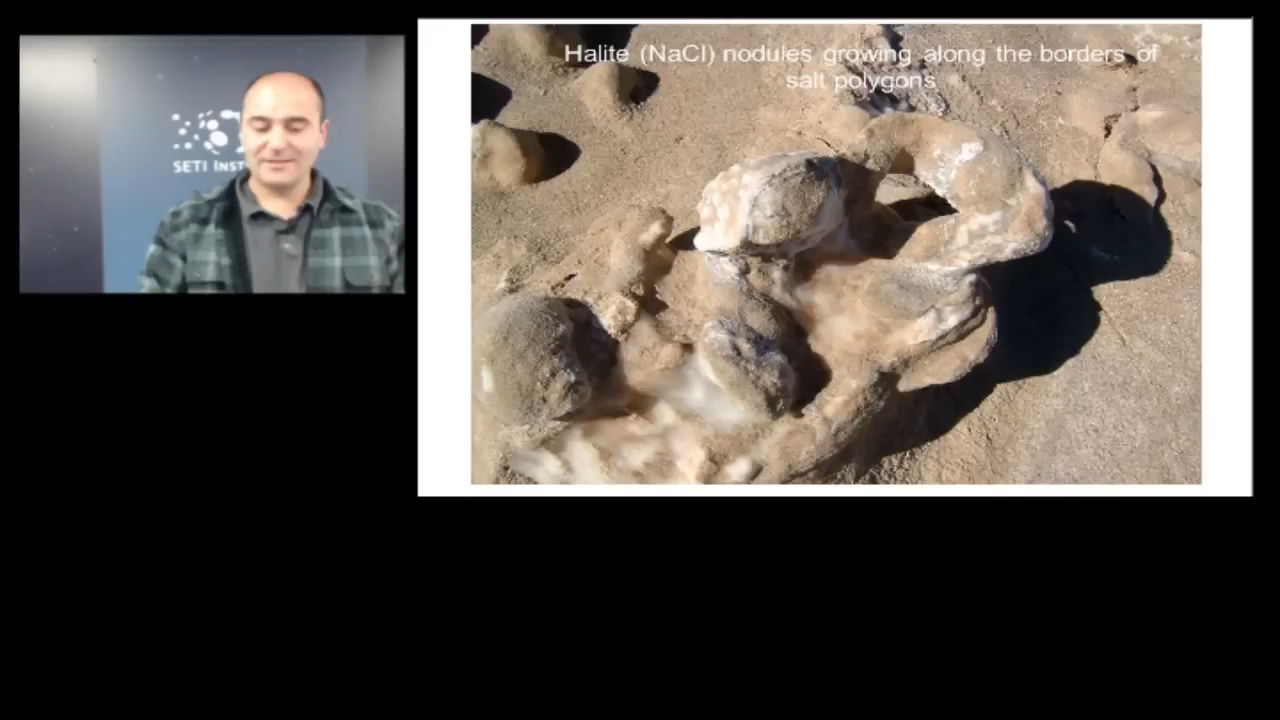 SETI INST
Halite (NaCl) nodules growing along the borders of
salt polygons